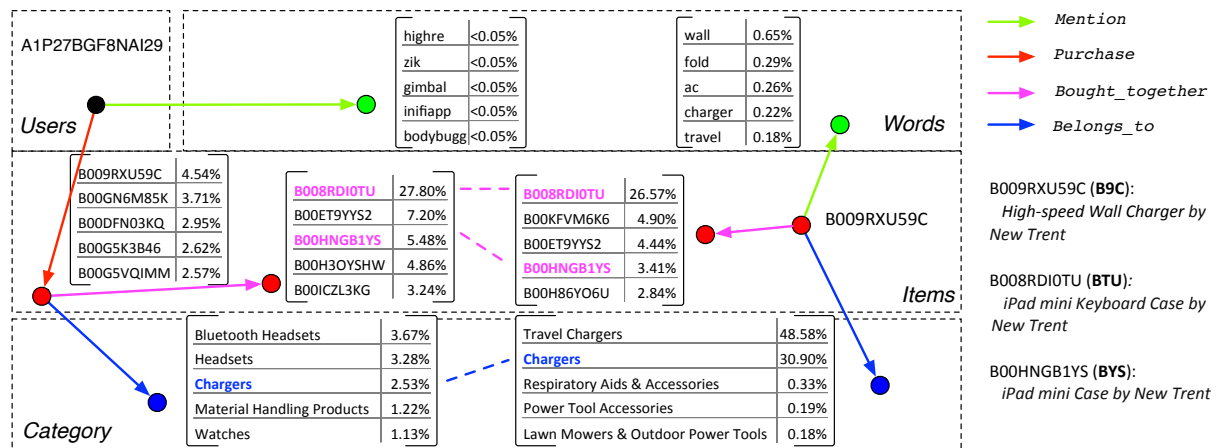 A1P27BGF8NAI29
Users
highre <0.05%
zik <0.05%
gimbal <0.05%
inifiapp <0.05%
bodybugg <0.05%
wall 0.65%
fold 0.29%
ac 0.26%
charger 0.22%
travel 0.18%
Words
Mention
Purchase
Bought_together
Belongs_to
B009RXU59C 4.54%
B00GN6M85K 3.71%
B00DFN03KQ 2.95%
B00G5K3B46 2.62%
B00G5VQIMM 2.57%
B008RDI0TU 27.80%
B00ET9YYS2 7.20%
B00HNGB1YS 5.48%
B00H3OYSHW 4.86%
B00ICZL3KG 3.24%
B008RDI0TU 26.57%
B00KFVM6K6 4.90%
B00ET9YYS2 4.44%
B00HNGB1YS 3.41%
B00H86YO6U 2.84%
B009RXU59C
Items
Bluetooth Headsets 3.67%
Headsets 3.28%
Chargers 2.53%
Material Handling Products 1.22%
Watches 1.13%
Travel Chargers 48.58%
Chargers 30.90%
Respiratory Aids & Accessories 0.33%
Power Tool Accessories 0.19%
Lawn Mowers & Outdoor Power Tools 0.18%
Category
B009RXU59C (B9C):
High-speed Wall Charger by
New Trent
B008RDI0TU (BTU):
iPad mini Keyboard Case by
New Trent
B00HNGB1YS (BYS):
iPad mini Case by New Trent